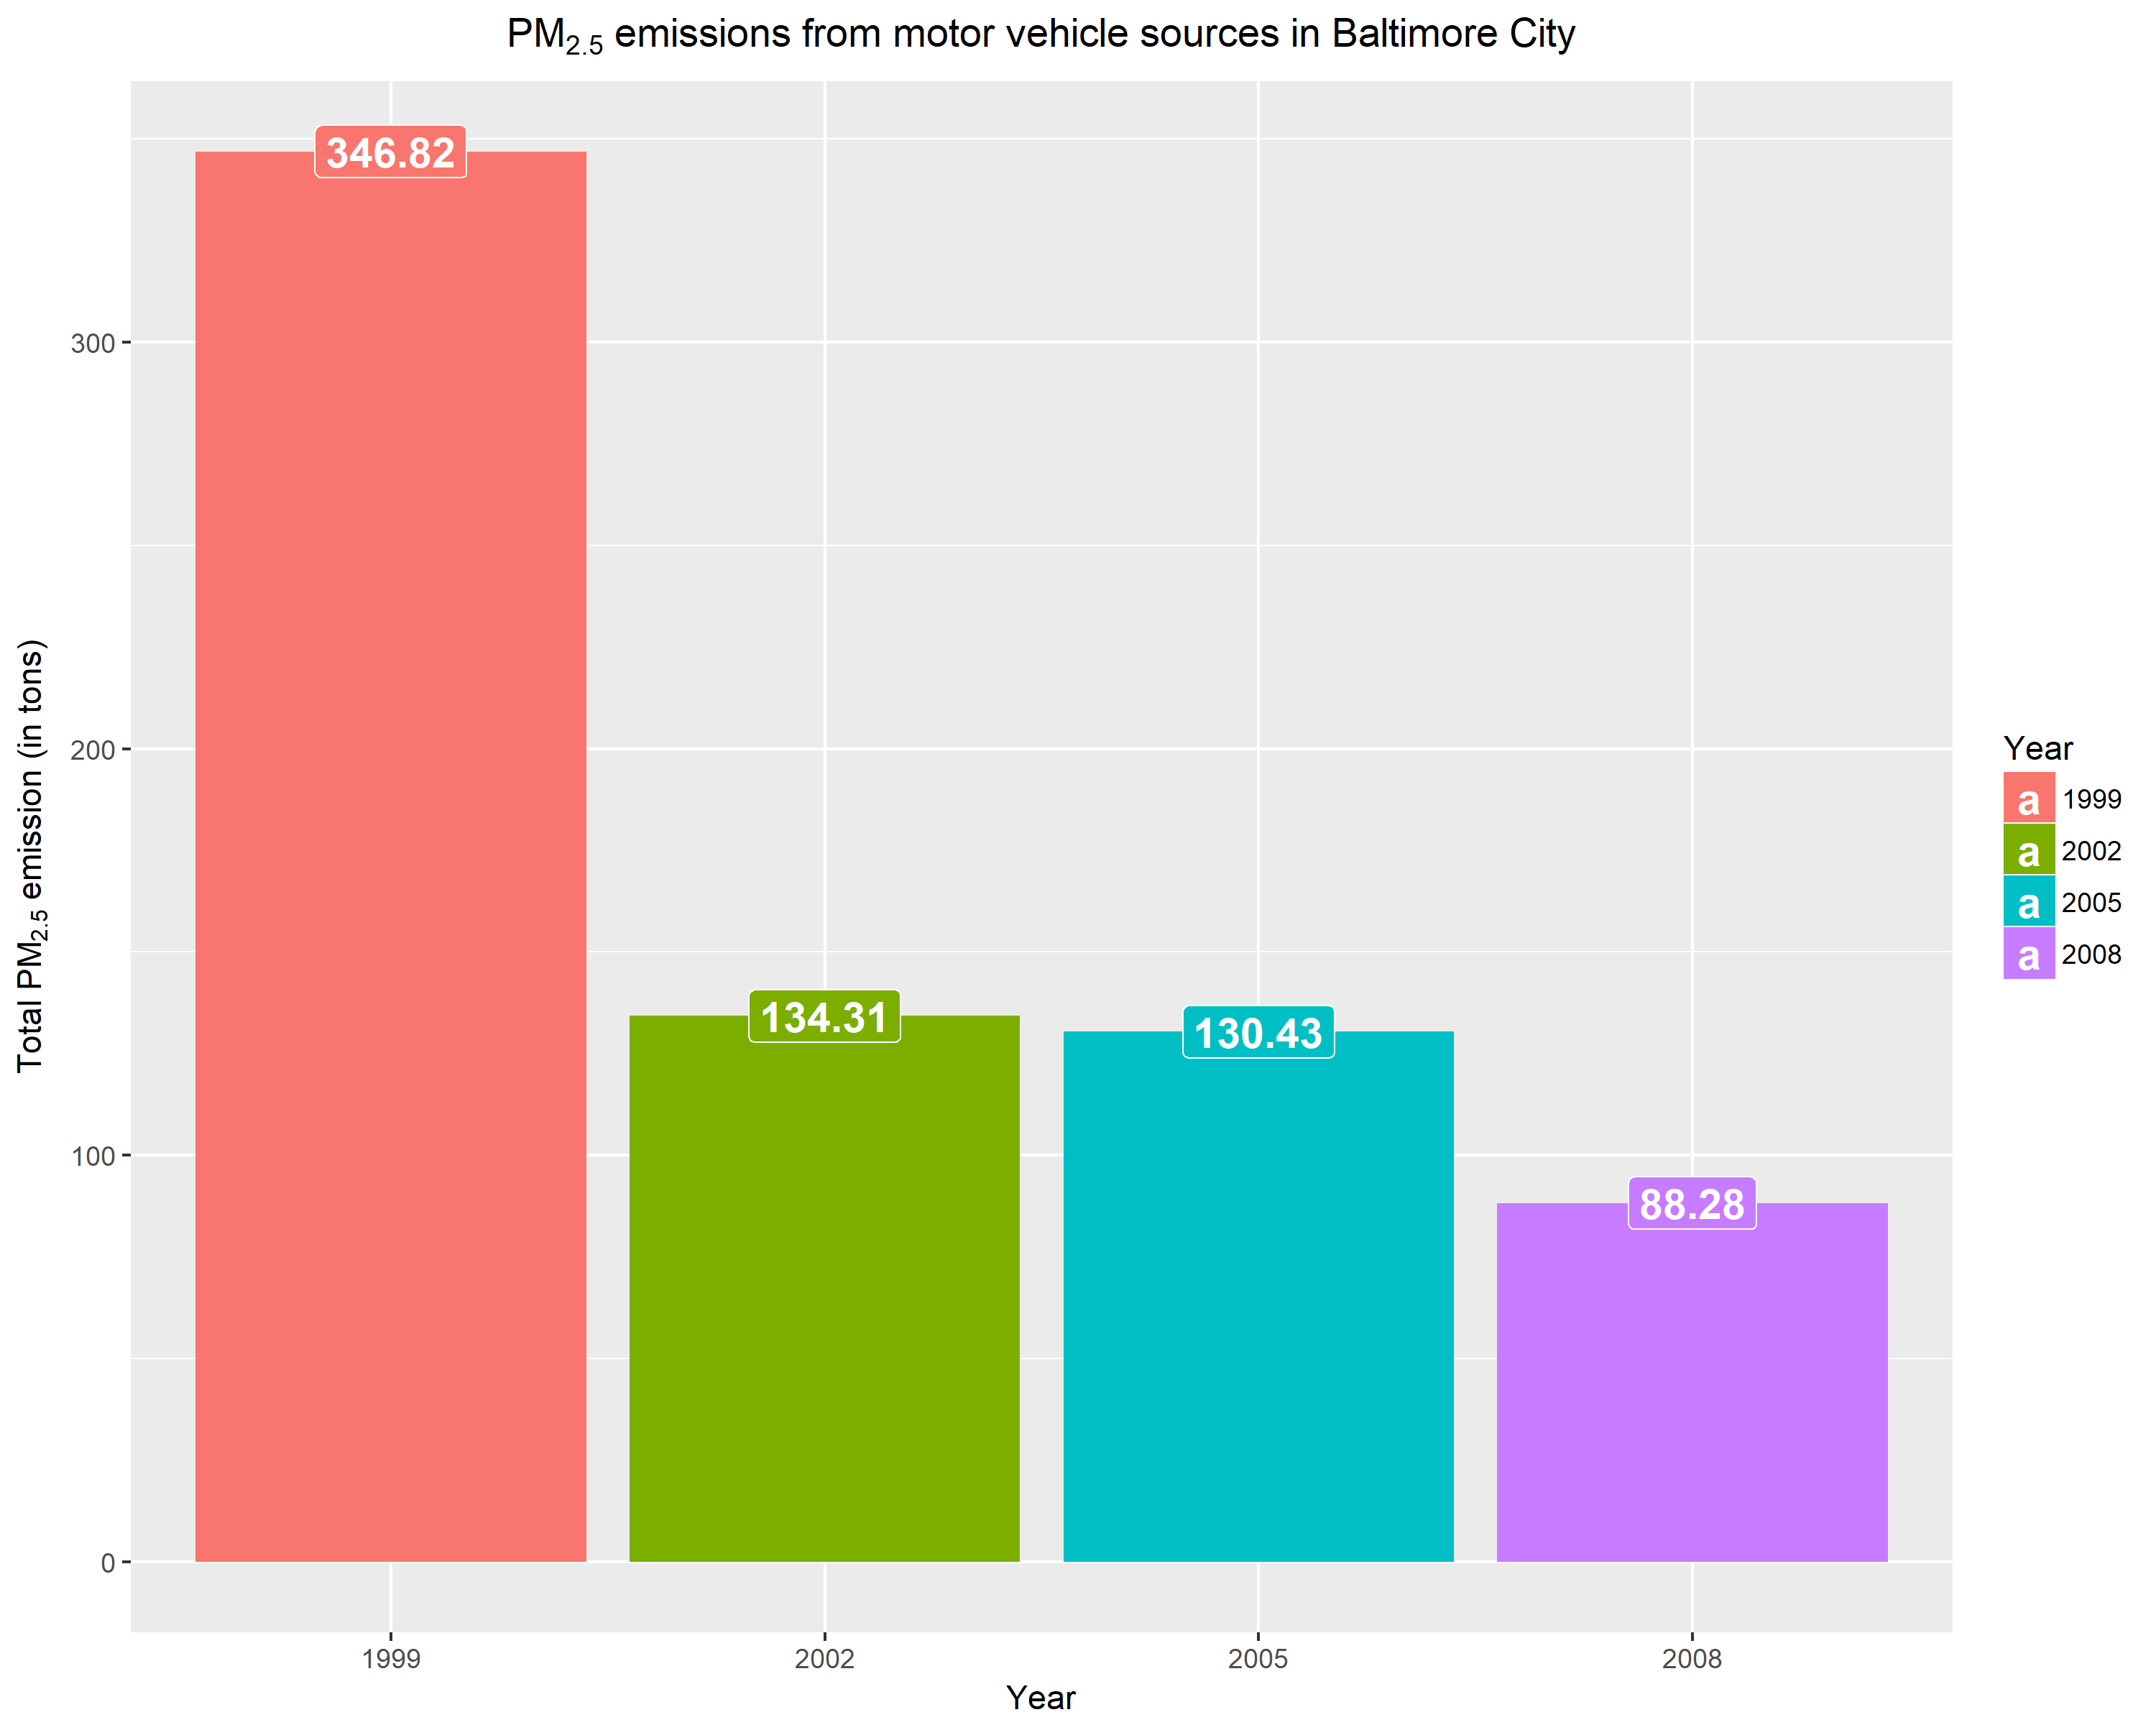 PM2.5 emissions from motor vehicle sources in Baltimore City
Total PM2.5 emission (in tons)
300
200
100
0
346.82
134.31
130.43
88.28
1999
2002
2005
2008
Year
Year
a 1999
a 2002
a 2005
a 2008